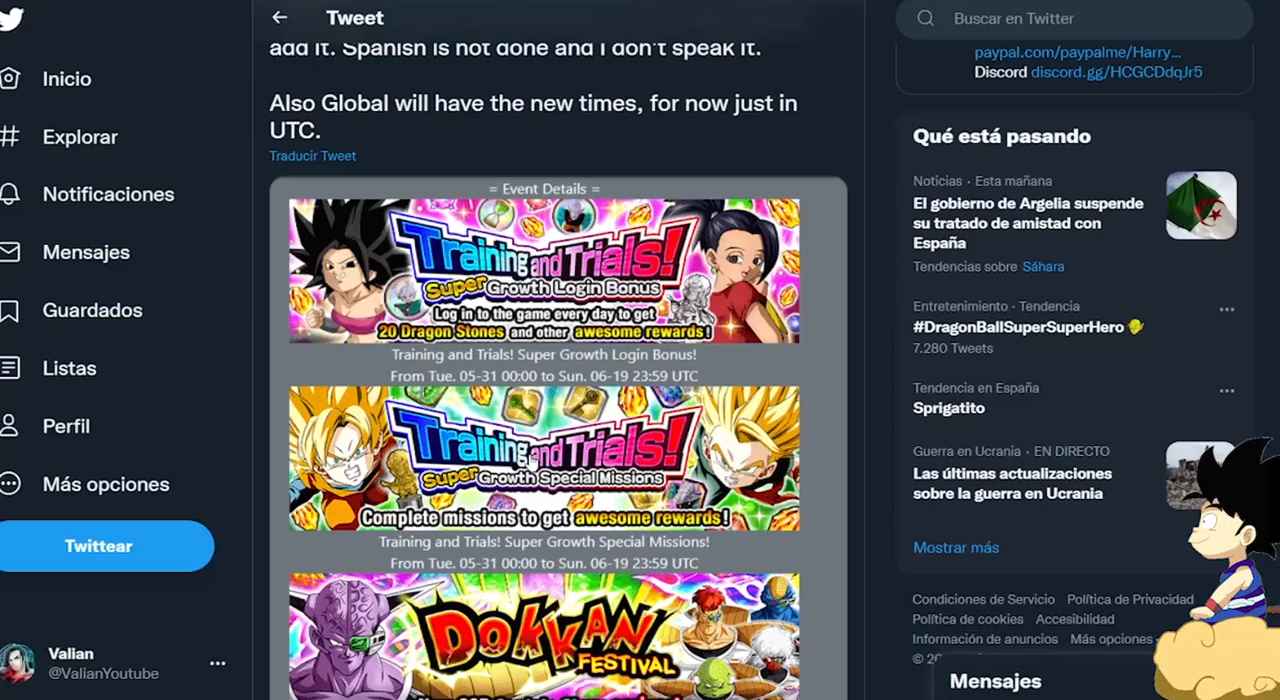 Tweet
Buscar en Twitter
add it. Spanish is not done and I don't speak it.
paypal.com/paypalme/Harry...
Discord discord.gg/HCGCDdqJr5
Inicio
Also Global will have the new times, for now just in
UTC.
Traducir Tweet
Explorar
Notificaciones
Mensajes
Guardados
Listas
Perfil
Más opciones
Twittear
Valian
@ValianYoutube
= Event Details =
Training and Trials!
Super Growth Login Bonus
Log in to the game every day to get
20 Dragon Stones and other awesome rewards!
Training and Trials! Super Growth Login Bonus!
From Tue. 05-31 00:00 to Sun. 06-19 23:59 UTC
Training and Trials!
Super Growth Special Missions
Complete missions to get awesome rewards!
Training and Trials! Super Growth Special Missions!
From Tue. 05-31 00:00 to Sun. 06-19 23:59 UTC
DOKKAN
FESTIVAL
Qué está pasando
Noticias · Esta mañana
El gobierno de Argelia suspende
su tratado de amistad con
España
Tendencias sobre Sáhara
Entretenimiento · Tendencia
#DragonBallSuperSuperHero
7.280 Tweets
Tendencia en España
Sprigatito
Guerra en Ucrania · EN DIRECTO
Las últimas actualizaciones
sobre la guerra en Ucrania
Mostrar más
Condiciones de Servicio Política de Privacidad
Política de cookies Accesibilidad
Información de anuncios Más opciones
Mensajes